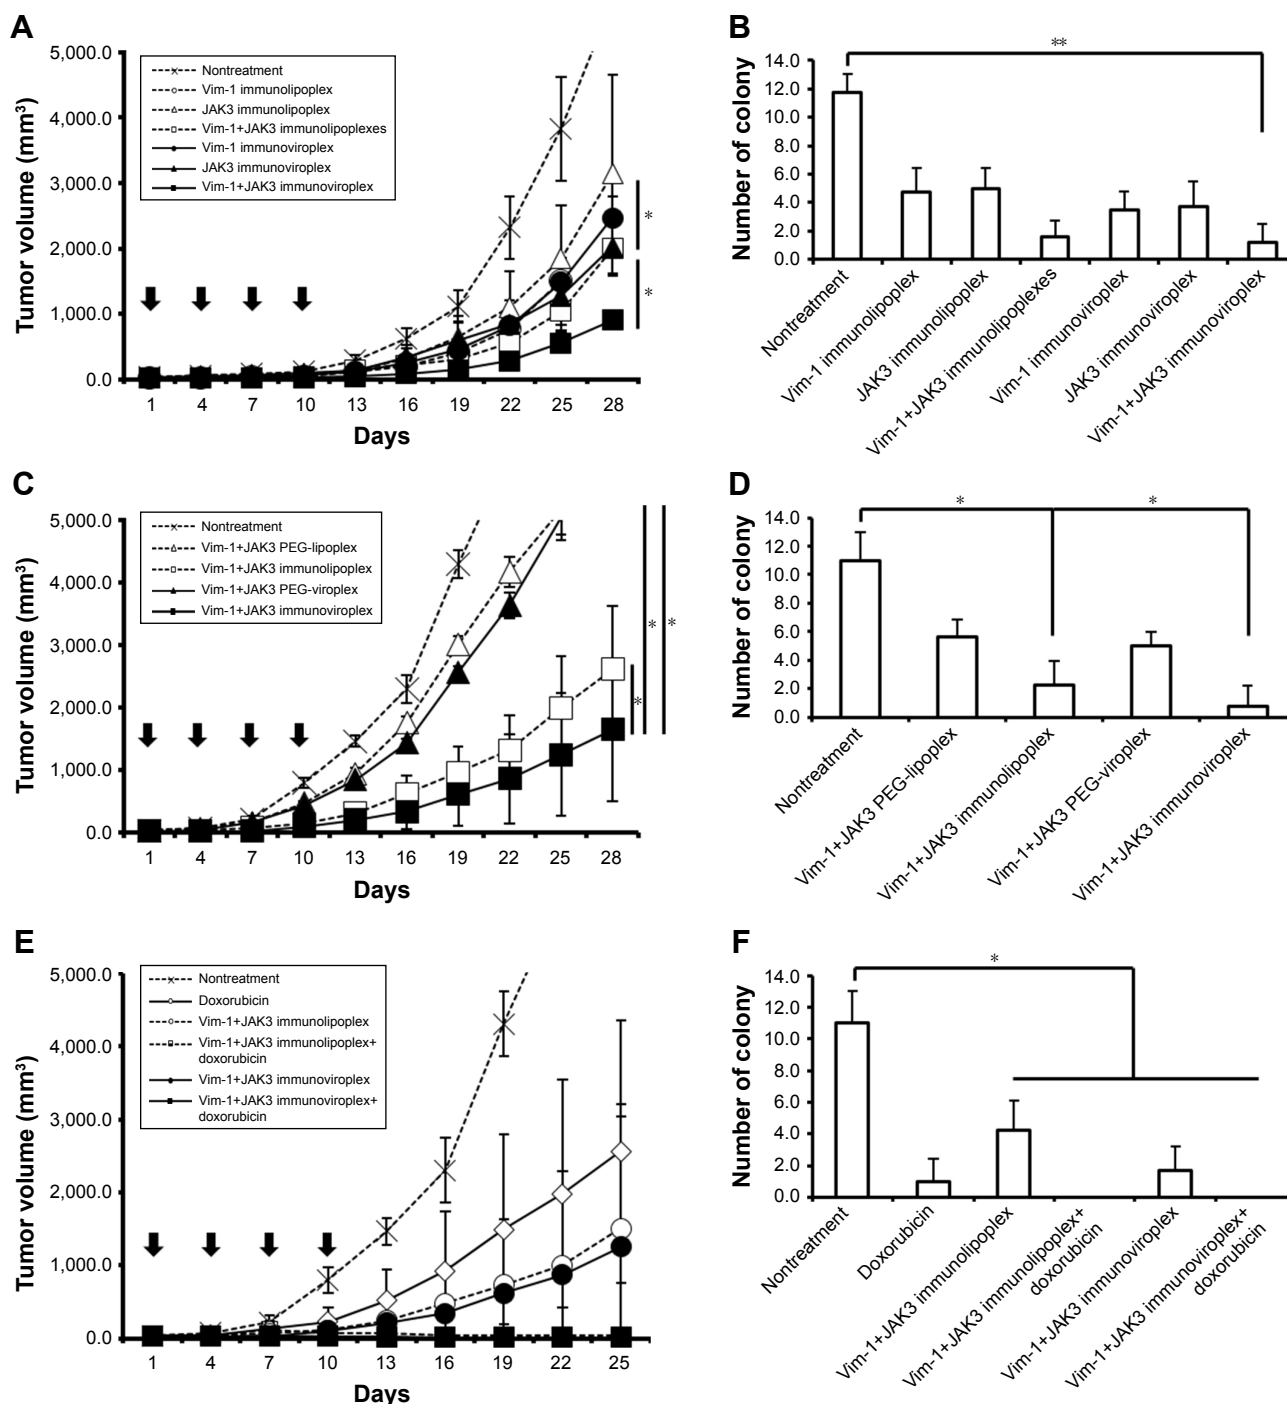 A
Tumor volume (mm³)
5,000.0
4,000.0
3,000.0
2,000.0
1,000.0
0.0
Nontreatment
Vim-1 immunolipoplex
JAK3 immunolipoplex
Vim-1+JAK3 immunolipoplexes
Vim-1 immunoviroplex
JAK3 immunoviroplex
Vim-1+JAK3 immunoviroplex
*
*
1 4 7 10 13 16 19 22 25 28
Days
B
Number of colony
14.0
12.0
10.0
8.0
6.0
4.0
2.0
0.0
**
Nontreatment
Vim-1 immunolipoplex
JAK3 immunolipoplex
Vim-1+JAK3 immunolipoplexes
Vim-1 immunoviroplex
JAK3 immunoviroplex
Vim-1+JAK3 immunoviroplex
C
Tumor volume (mm³)
5,000.0
4,000.0
3,000.0
2,000.0
1,000.0
0.0
Nontreatment
Vim-1+JAK3 PEG-lipoplex
Vim-1+JAK3 immunolipoplex
Vim-1+JAK3 PEG-viroplex
Vim-1+JAK3 immunoviroplex
* *
*
1 4 7 10 13 16 19 22 25 28
Days
D
Number of colony
14.0
12.0
10.0
8.0
6.0
4.0
2.0
0.0
* *
Nontreatment
Vim-1+JAK3 PEG-lipoplex
Vim-1+JAK3 immunolipoplex
Vim-1+JAK3 PEG-viroplex
Vim-1+JAK3 immunoviroplex
E
Tumor volume (mm³)
5,000.0
4,000.0
3,000.0
2,000.0
1,000.0
0.0
Nontreatment
Doxorubicin
Vim-1+JAK3 immunolipoplex
Vim-1+JAK3 immunolipoplex+
doxorubicin
Vim-1+JAK3 immunoviroplex
Vim-1+JAK3 immunoviroplex+
doxorubicin
1 4 7 10 13 16 19 22 25
Days
F
Number of colony
14.0
12.0
10.0
8.0
6.0
4.0
2.0
0.0
*
Nontreatment
Doxorubicin
Vim-1+JAK3 immunolipoplex
Vim-1+JAK3 immunolipoplex+
doxorubicin
Vim-1+JAK3 immunoviroplex
Vim-1+JAK3 immunoviroplex+
doxorubicin